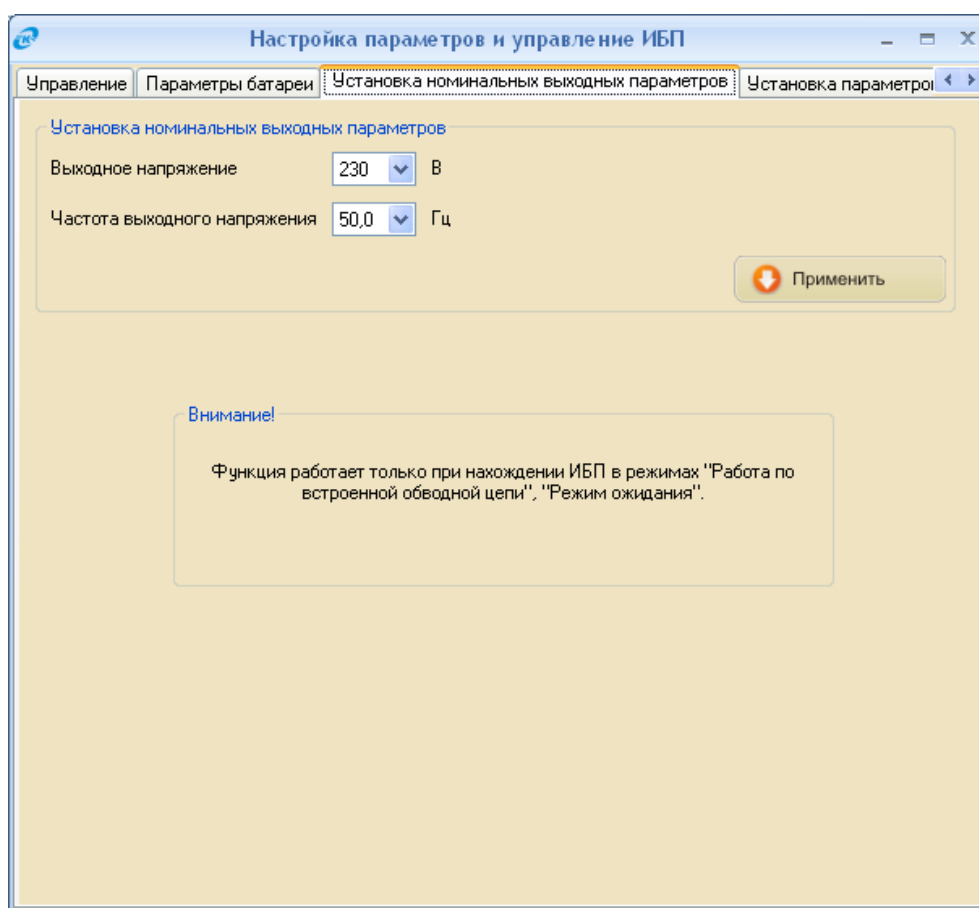 Настройка параметров и управление ИБП
Управление
Параметры батареи
Установка номинальных выходных параметров
Установка параметро
Установка номинальных выходных параметров
Выходное напряжение 230 В
Частота выходного напряжения 50,0 Гц
Применить
Внимание!
Функция работает только при нахождении ИБП в режимах "Работа по
встроенной обводной цепи", "Режим ожидания".